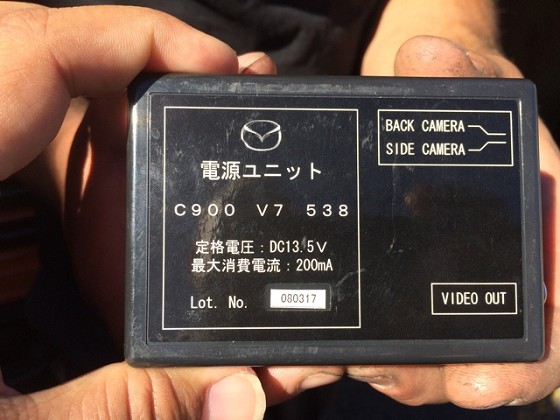 電源ユニット
C900 V7 538
定格電圧：DC13.5V
最大消費電流：200mA
Lot. No. 080317
BACK CAMERA
SIDE CAMERA
VIDEO OUT